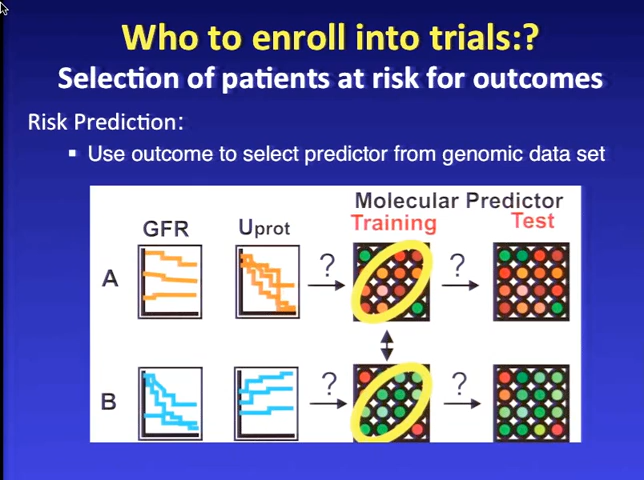 Who to enroll into trials:?
Selection of patients at risk for outcomes
Risk Prediction:
▪ Use outcome to select predictor from genomic data set
Molecular Predictor
GFR Uprot Training Test
A ? ?
B ? ?